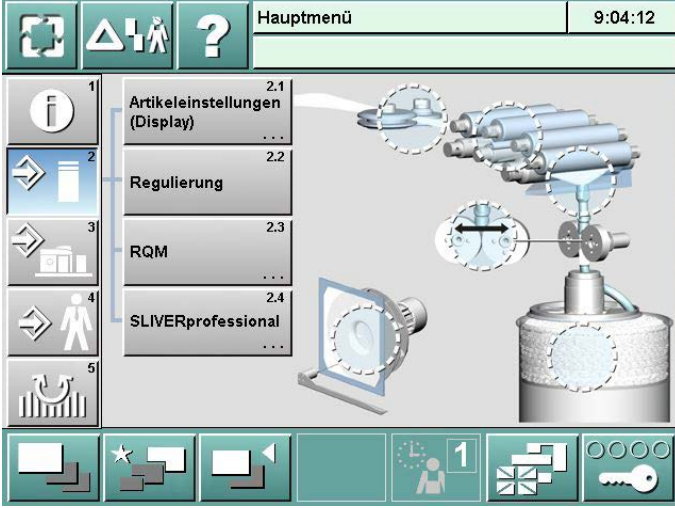 Hauptmenü
9:04:12
?
1
i
2.1
Artikeleinstellungen
(Display)
...
2
2.2
Regulierung
3
2.3
RQM
...
4
2.4
SLIVERprofessional
...
5
1